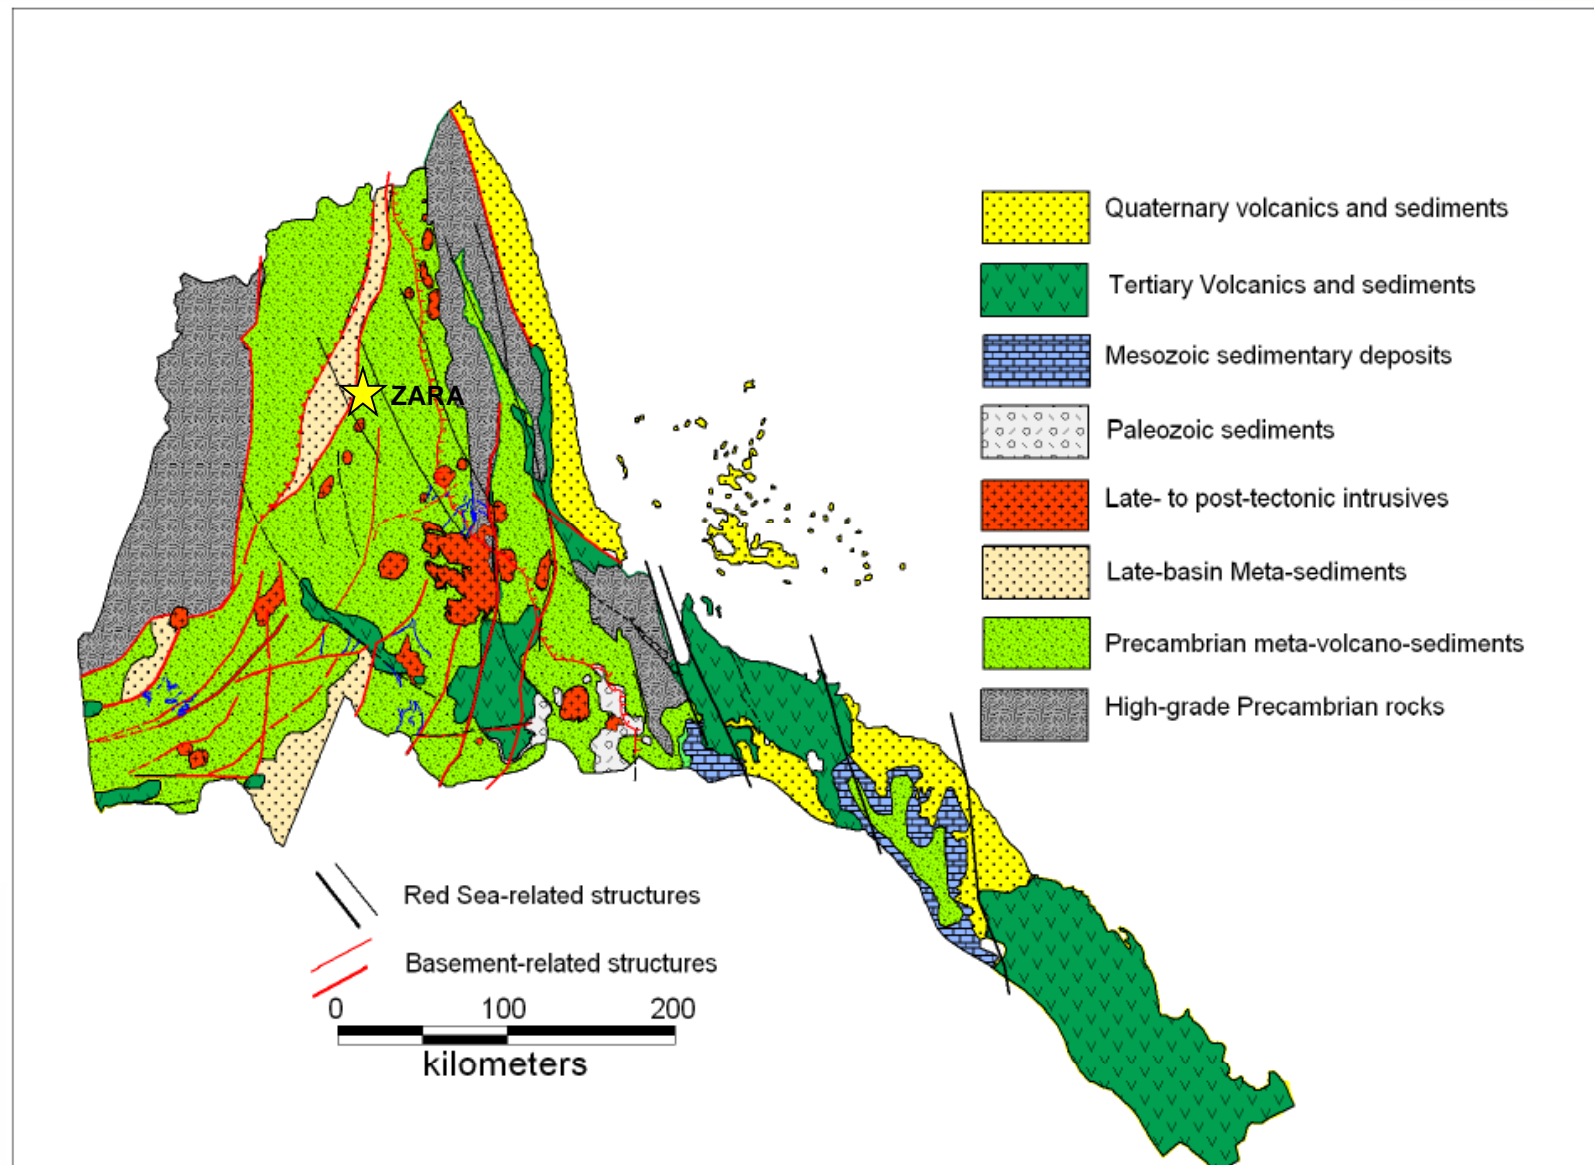 Quaternary volcanics and sediments
Tertiary Volcanics and sediments
Mesozoic sedimentary deposits
ZARA
Paleozoic sediments
Late- to post-tectonic intrusives
Late-basin Meta-sediments
Precambrian meta-volcano-sediments
High-grade Precambrian rocks
Red Sea-related structures
Basement-related structures
0 100 200
kilometers